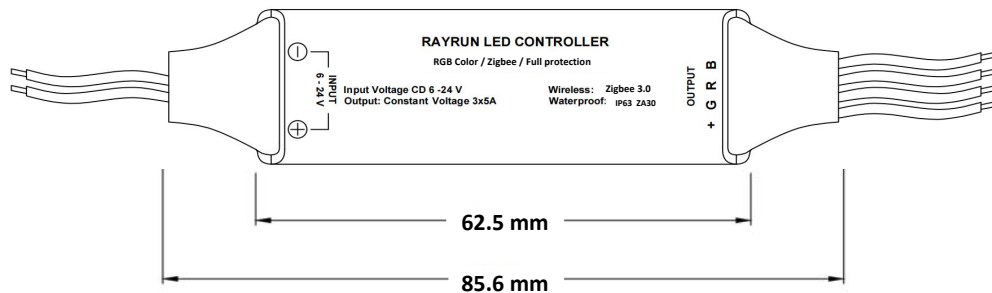 RAYRUN LED CONTROLLER
RGB Color / Zigbee / Full protection
− INPUT +
6 - 24 V
Input Voltage CD 6 -24 V
Output: Constant Voltage 3x5A
Wireless: Zigbee 3.0
Waterproof: IP63 ZA30
OUTPUT
+ G R B
62.5 mm
85.6 mm